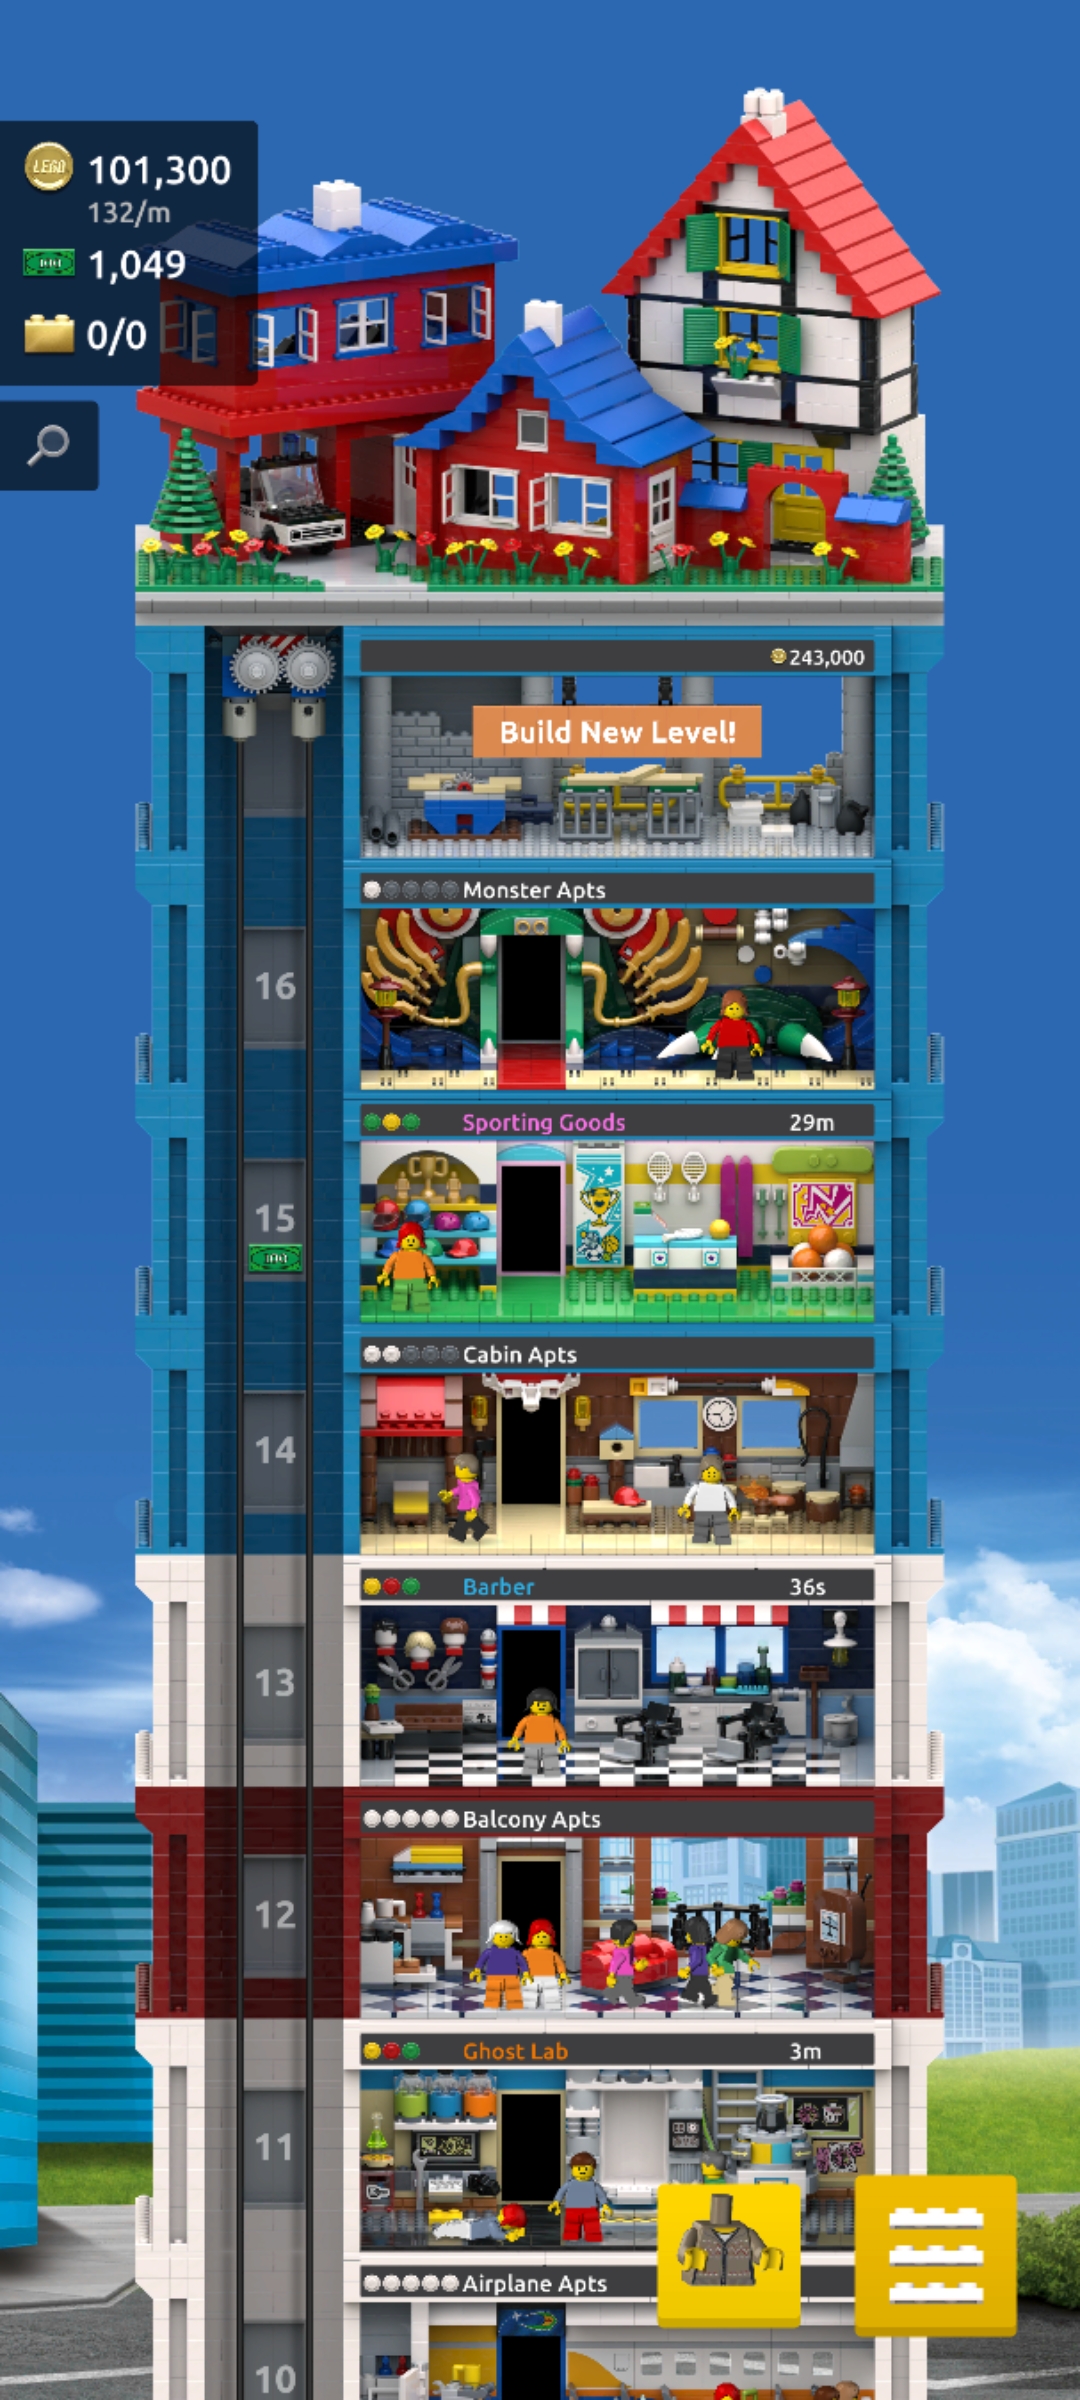 LEGO 101,300
132/m
1,049
0/0
243,000
Build New Level!
Monster Apts
16
Sporting Goods 29m
15
Cabin Apts
14
Barber 36s
13
Balcony Apts
12
Ghost Lab 3m
11
Airplane Apts
10